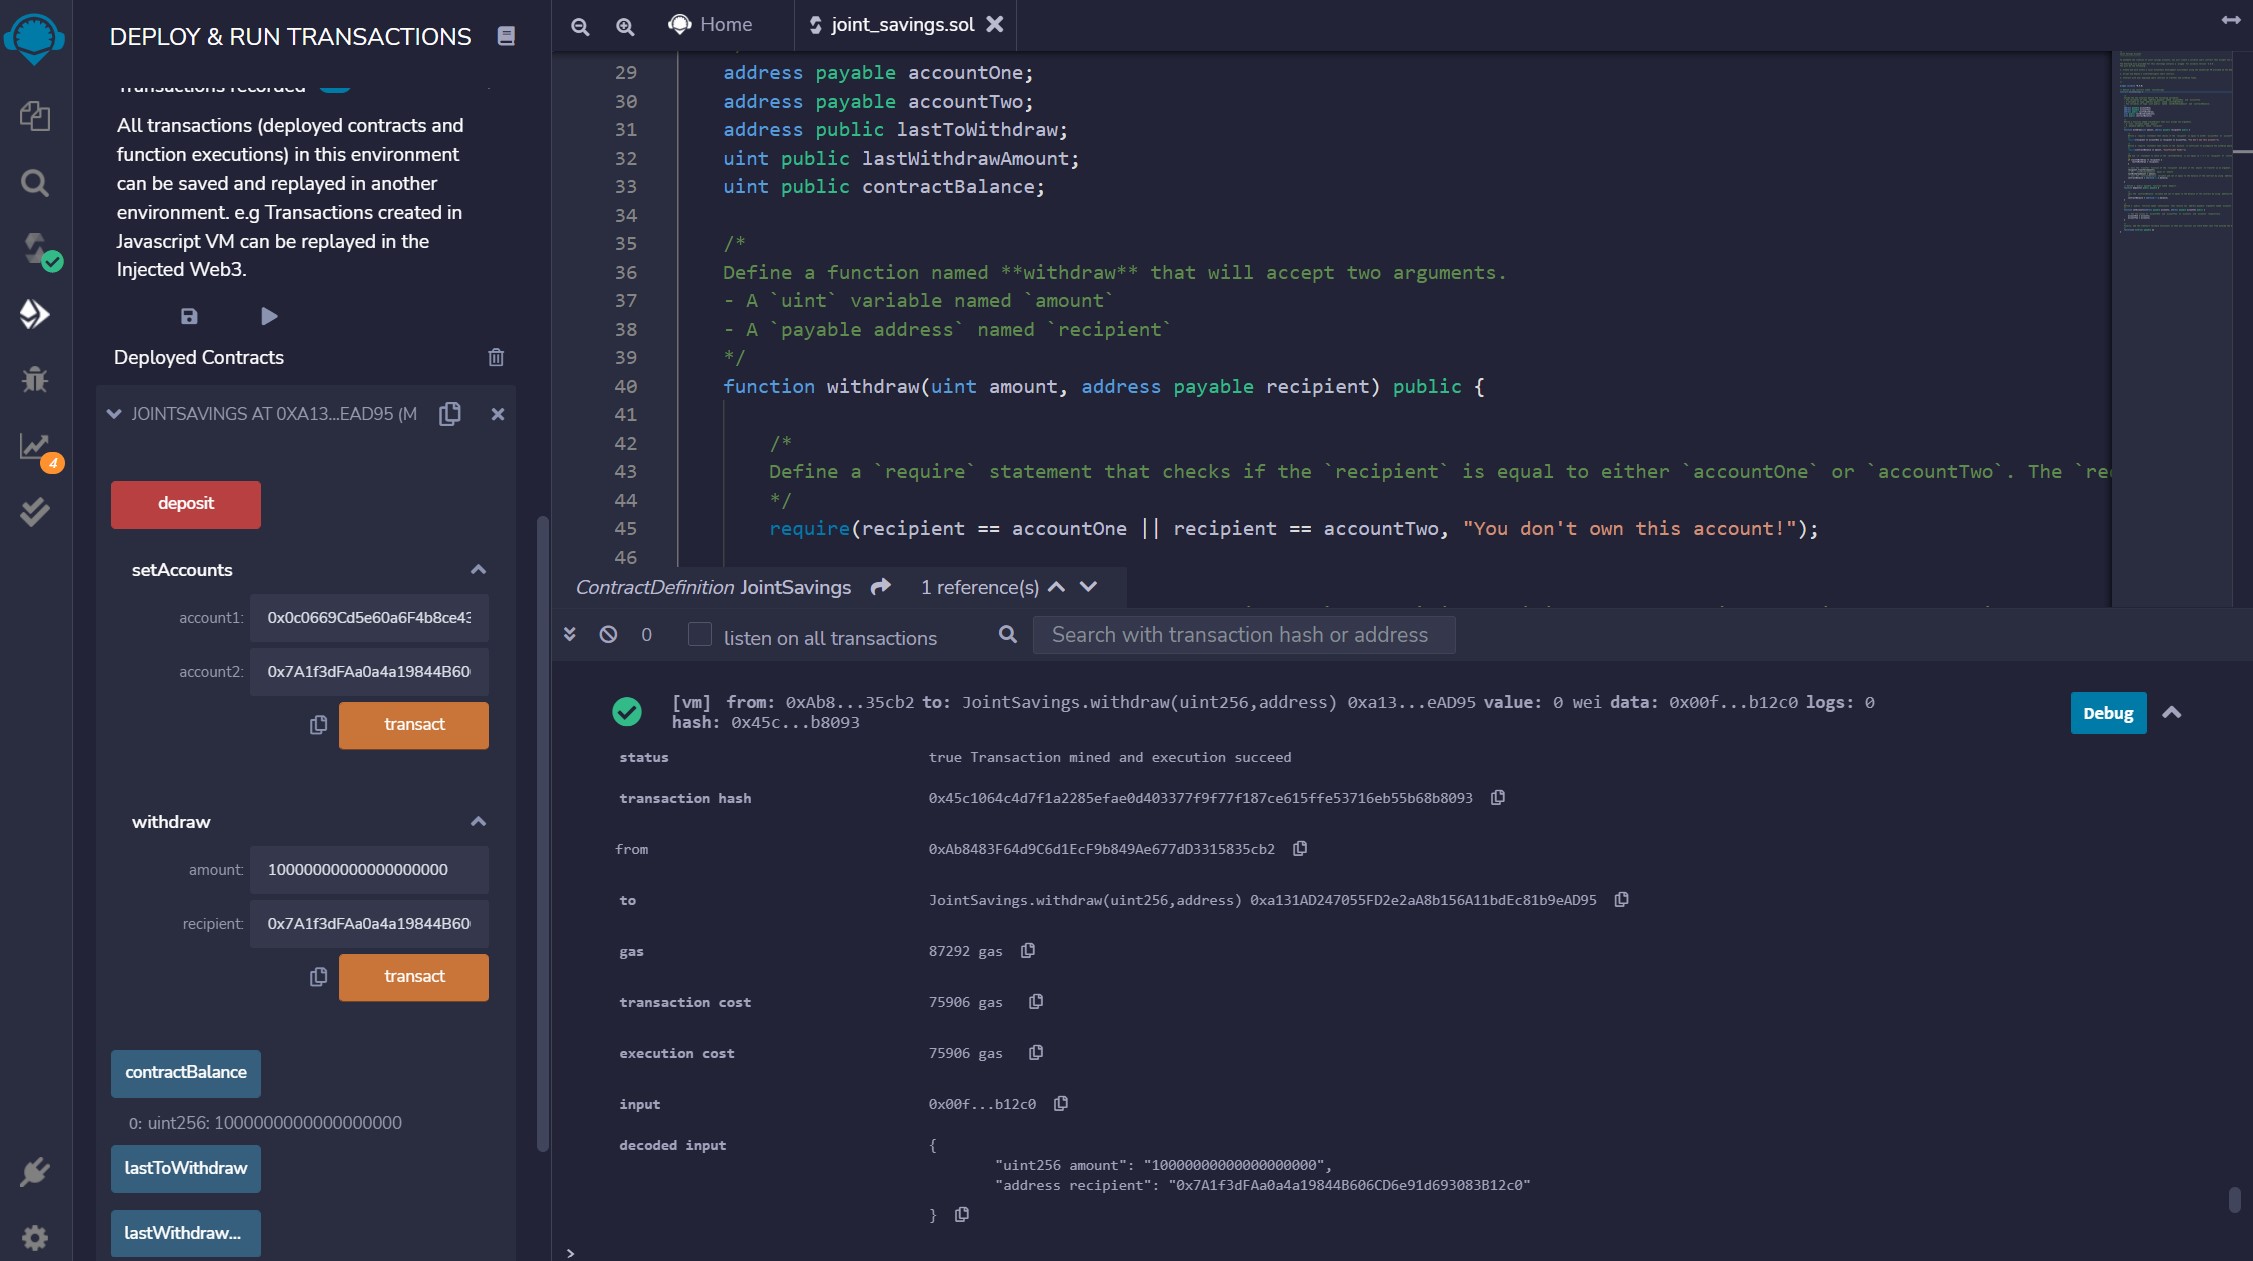 DEPLOY & RUN TRANSACTIONS
Transactions recorded
All transactions (deployed contracts and
function executions) in this environment
can be saved and replayed in another
environment. e.g Transactions created in
Javascript VM can be replayed in the
Injected Web3.
Deployed Contracts
JOINTSAVINGS AT 0XA13...EAD95 (M
deposit
setAccounts
account1: 0x0c0669Cd5e60a6F4b8ce43
account2: 0x7A1f3dFAa0a4a19844B60
transact
withdraw
amount: 10000000000000000000
recipient: 0x7A1f3dFAa0a4a19844B60
transact
contractBalance
0: uint256: 1000000000000000000
lastToWithdraw
lastWithdraw...
4
Home
joint_savings.sol
29 address payable accountOne;
30 address payable accountTwo;
31 address public lastToWithdraw;
32 uint public lastWithdrawAmount;
33 uint public contractBalance;
34
35 /*
36 Define a function named **withdraw** that will accept two arguments.
37 - A `uint` variable named `amount`
38 - A `payable address` named `recipient`
39 */
40 function withdraw(uint amount, address payable recipient) public {
41
42 /*
43 Define a `require` statement that checks if the `recipient` is equal to either `accountOne` or `accountTwo`. The `re
44 */
45 require(recipient == accountOne || recipient == accountTwo, "You don't own this account!");
46
ContractDefinition JointSavings 1 reference(s)
0 listen on all transactions Search with transaction hash or address
[vm] from: 0xAb8...35cb2 to: JointSavings.withdraw(uint256,address) 0xa13...eAD95 value: 0 wei data: 0x00f...b12c0 logs: 0
hash: 0x45c...b8093
Debug
status true Transaction mined and execution succeed
transaction hash 0x45c1064c4d7f1a2285efae0d403377f9f77f187ce615ffe53716eb55b68b8093
from 0xAb8483F64d9C6d1EcF9b849Ae677dD3315835cb2
to JointSavings.withdraw(uint256,address) 0xa131AD247055FD2e2aA8b156A11bdEc81b9eAD95
gas 87292 gas
transaction cost 75906 gas
execution cost 75906 gas
input 0x00f...b12c0
decoded input {
"uint256 amount": "10000000000000000000",
"address recipient": "0x7A1f3dFAa0a4a19844B606CD6e91d693083B12c0"
}
>